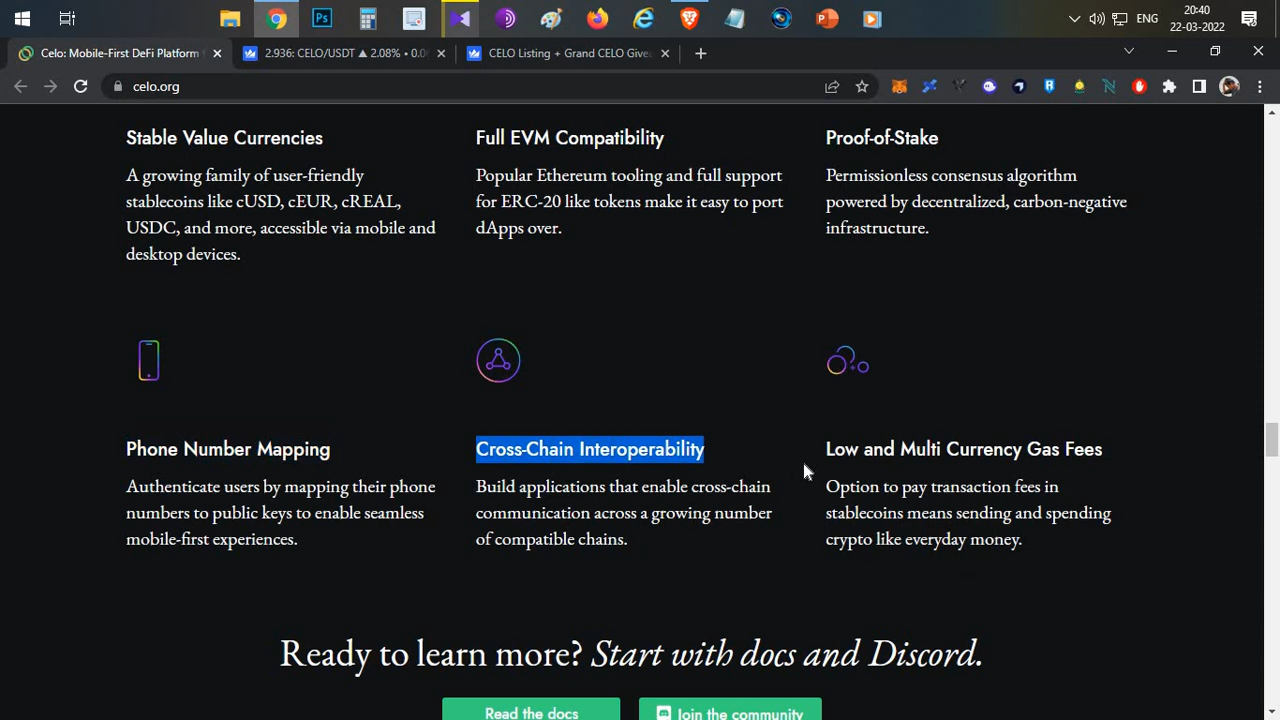 20:40
ENG
22-03-2022
Celo: Mobile-First DeFi Platform
2.936: CELO/USDT ▲ 2.08% • 0.0
CELO Listing + Grand CELO Give
celo.org
Stable Value Currencies
A growing family of user-friendly
stablecoins like cUSD, cEUR, cREAL,
USDC, and more, accessible via mobile and
desktop devices.
Full EVM Compatibility
Popular Ethereum tooling and full support
for ERC-20 like tokens make it easy to port
dApps over.
Proof-of-Stake
Permissionless consensus algorithm
powered by decentralized, carbon-negative
infrastructure.
Phone Number Mapping
Authenticate users by mapping their phone
numbers to public keys to enable seamless
mobile-first experiences.
Cross-Chain Interoperability
Build applications that enable cross-chain
communication across a growing number
of compatible chains.
Low and Multi Currency Gas Fees
Option to pay transaction fees in
stablecoins means sending and spending
crypto like everyday money.
Ready to learn more? Start with docs and Discord.
Read the docs
Join the community